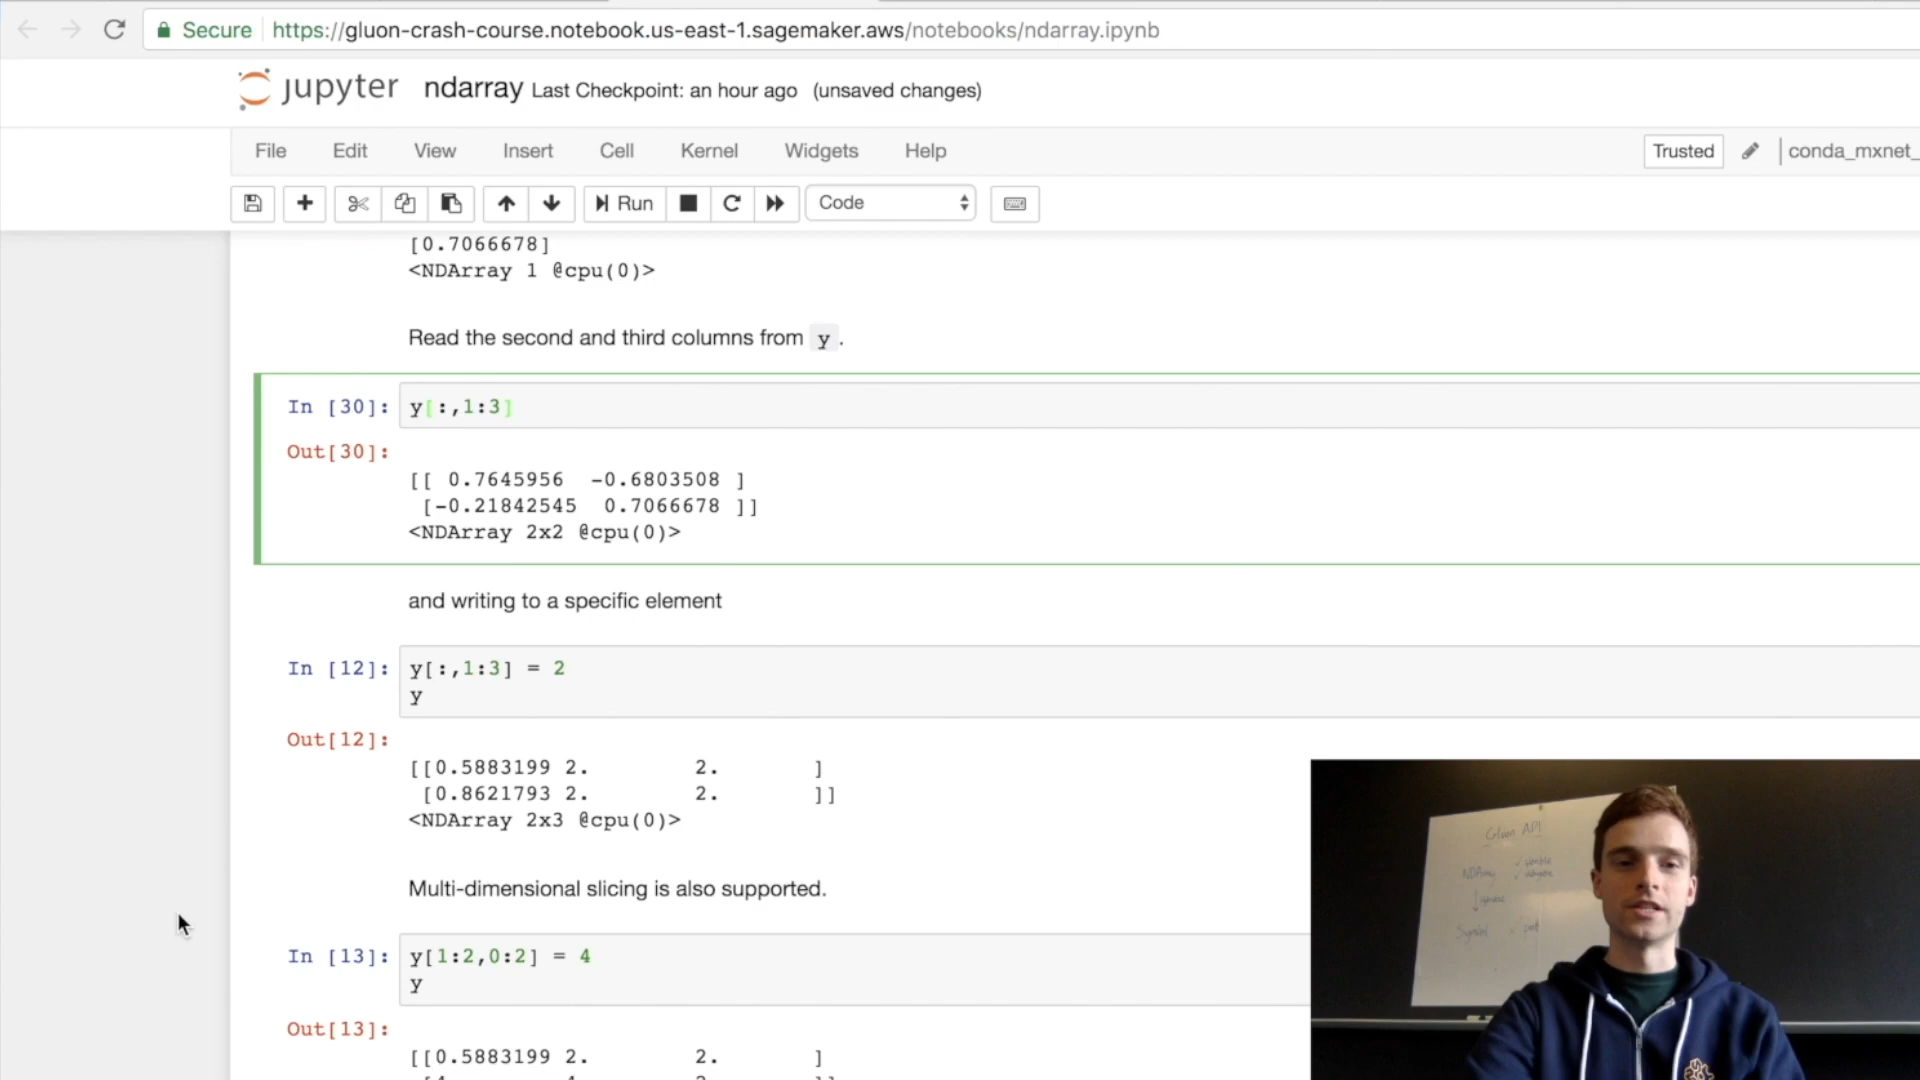 Secure https://gluon-crash-course.notebook.us-east-1.sagemaker.aws/notebooks/ndarray.ipynb
jupyter ndarray Last Checkpoint: an hour ago (unsaved changes)
File Edit View Insert Cell Kernel Widgets Help Trusted conda_mxnet_
Run Code
[0.7066678]
<NDArray 1 @cpu(0)>
Read the second and third columns from y .
In [30]: y[:,1:3]
Out[30]:
[[ 0.7645956 -0.6803508 ]
[-0.21842545 0.7066678 ]]
<NDArray 2x2 @cpu(0)>
and writing to a specific element
In [12]: y[:,1:3] = 2
y
Out[12]:
[[0.5883199 2. 2. ]
[0.8621793 2. 2. ]]
<NDArray 2x3 @cpu(0)>
Multi-dimensional slicing is also supported.
In [13]: y[1:2,0:2] = 4
y
Out[13]:
[[0.5883199 2. 2. ]
Gluon API
NDArray
Symbol